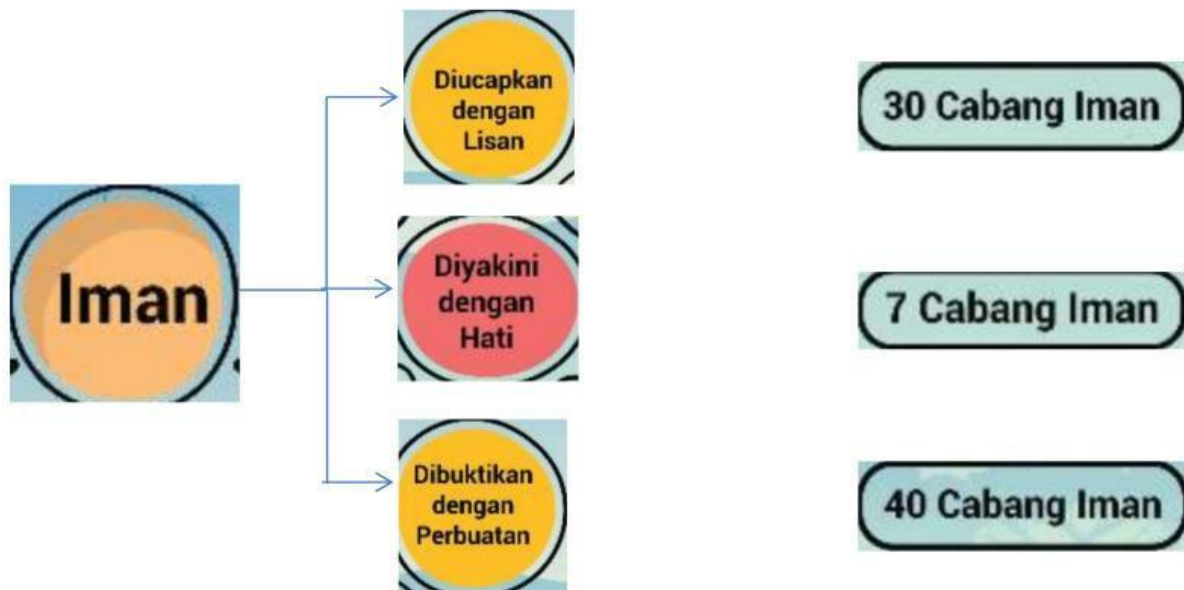 Iman
Diucapkan
dengan
Lisan
Diyakini
dengan
Hati
Dibuktikan
dengan
Perbuatan
30 Cabang Iman
7 Cabang Iman
40 Cabang Iman